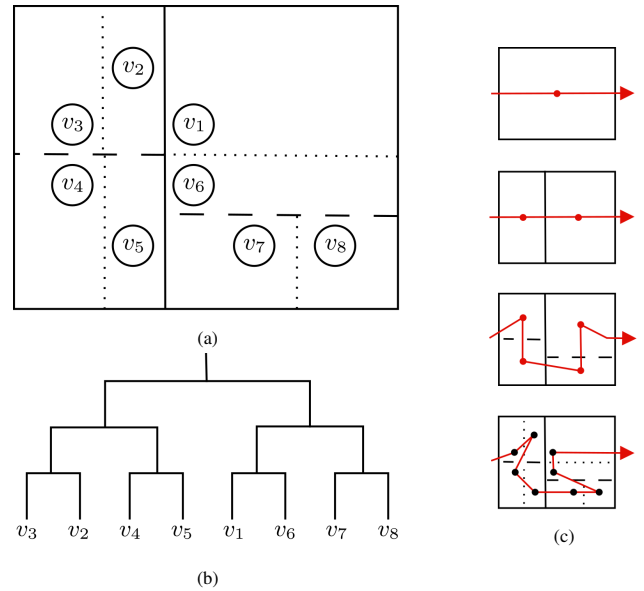 v₂
v₃ v₁
v₄ v₆
v₅ v₇ v₈
(a)
v₃ v₂ v₄ v₅ v₁ v₆ v₇ v₈
(b)
(c)